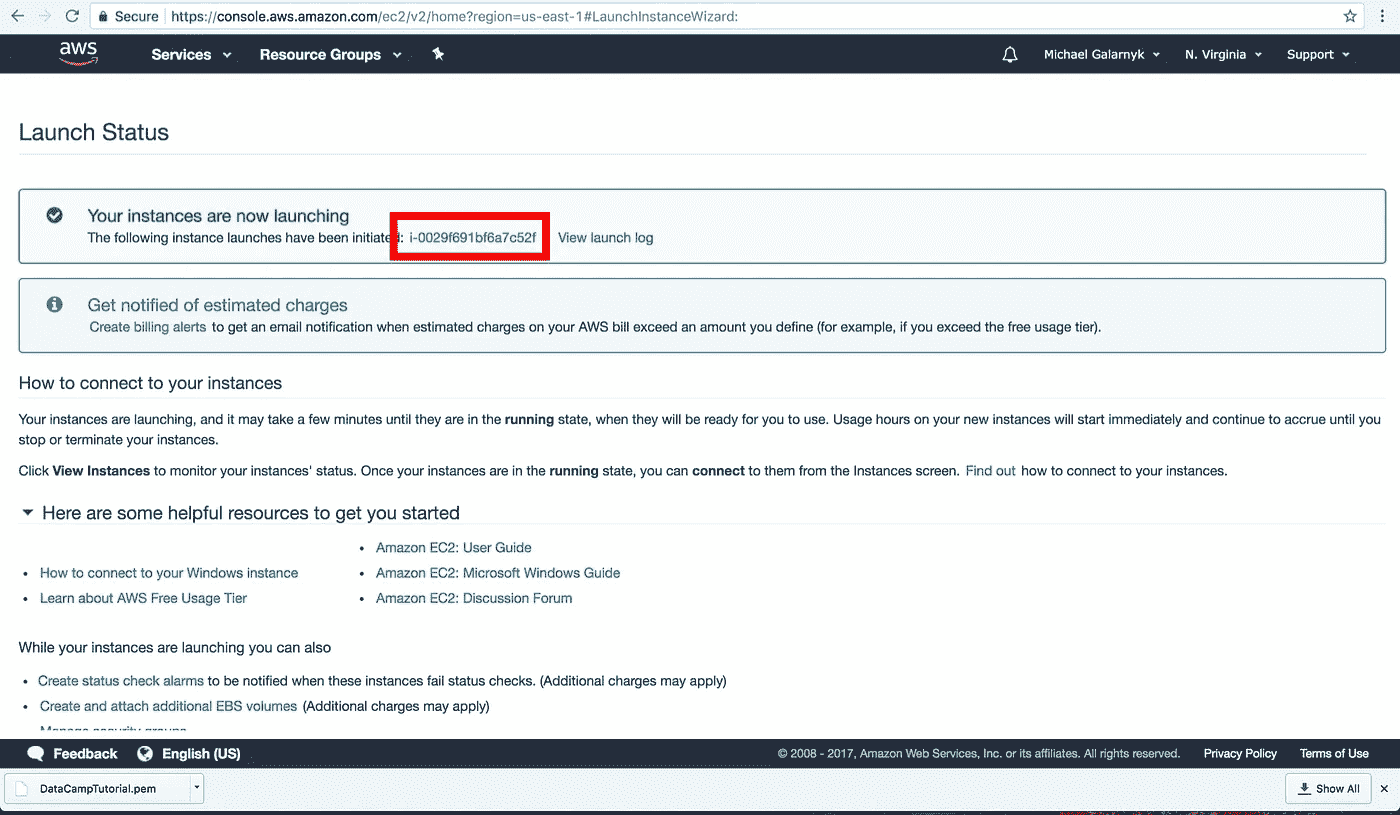 Secure https://console.aws.amazon.com/ec2/v2/home?region=us-east-1#LaunchInstanceWizard:
aws Services Resource Groups Michael Galarnyk N. Virginia Support
Launch Status
Your instances are now launching
The following instance launches have been initiated: i-0029f691bf6a7c52f View launch log
Get notified of estimated charges
Create billing alerts to get an email notification when estimated charges on your AWS bill exceed an amount you define (for example, if you exceed the free usage tier).
How to connect to your instances
Your instances are launching, and it may take a few minutes until they are in the running state, when they will be ready for you to use. Usage hours on your new instances will start immediately and continue to accrue until you
stop or terminate your instances.
Click View Instances to monitor your instances' status. Once your instances are in the running state, you can connect to them from the Instances screen. Find out how to connect to your instances.
Here are some helpful resources to get you started
• Amazon EC2: User Guide
• How to connect to your Windows instance • Amazon EC2: Microsoft Windows Guide
• Learn about AWS Free Usage Tier • Amazon EC2: Discussion Forum
While your instances are launching you can also
• Create status check alarms to be notified when these instances fail status checks. (Additional charges may apply)
• Create and attach additional EBS volumes (Additional charges may apply)
• Manage security groups
Feedback English (US) © 2008 - 2017, Amazon Web Services, Inc. or its affiliates. All rights reserved. Privacy Policy Terms of Use
DataCampTutorial.pem Show All